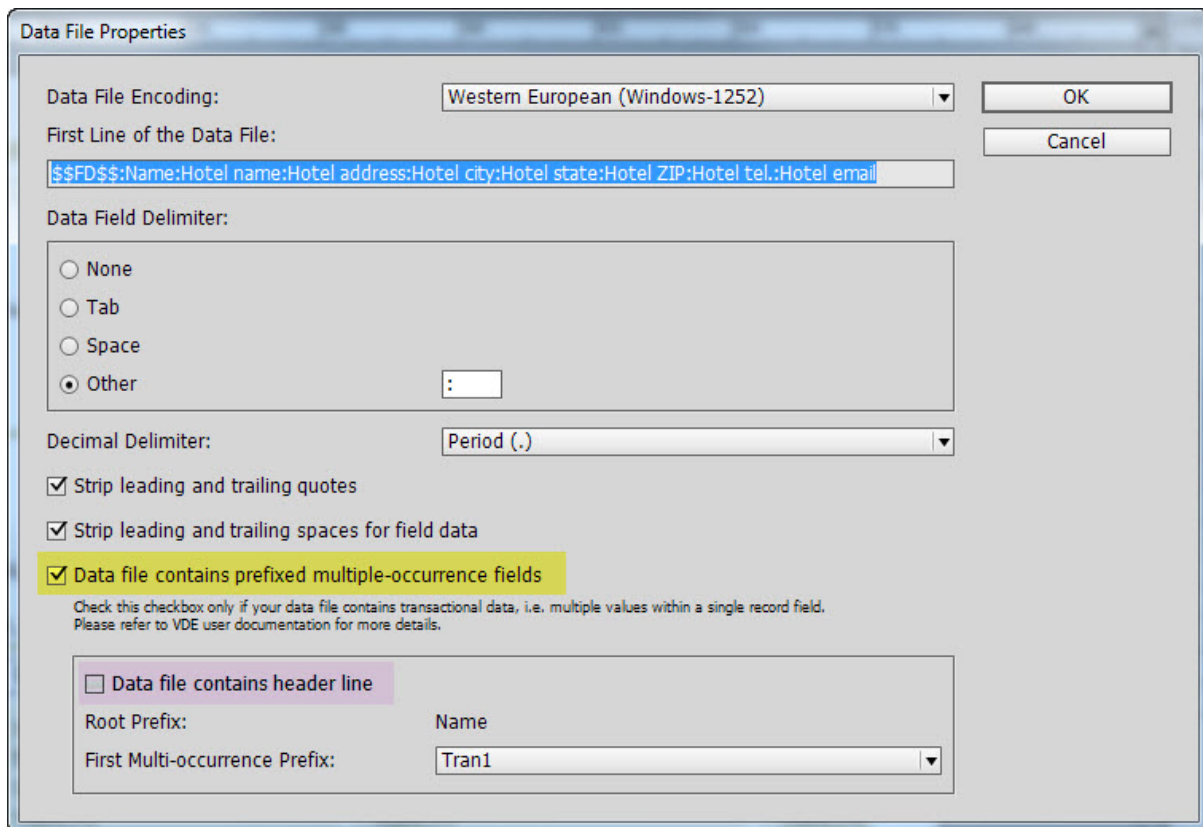 Data File Properties
Data File Encoding:
Western European (Windows-1252)
OK
First Line of the Data File:
Cancel
$$FD$$:Name:Hotel name:Hotel address:Hotel city:Hotel state:Hotel ZIP:Hotel tel.:Hotel email
Data Field Delimiter:
None
Tab
Space
Other
:
Decimal Delimiter:
Period (.)
Strip leading and trailing quotes
Strip leading and trailing spaces for field data
Data file contains prefixed multiple-occurrence fields
Check this checkbox only if your data file contains transactional data, i.e. multiple values within a single record field.
Please refer to VDE user documentation for more details.
Data file contains header line
Root Prefix:
Name
First Multi-occurrence Prefix:
Tran1